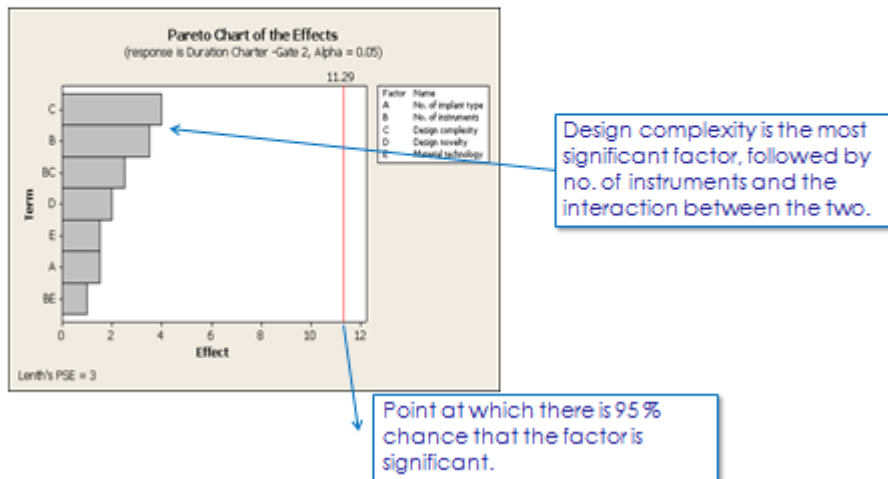 Pareto Chart of the Effects
(response is Duration Charter -Gate 2, Alpha = 0.05)
11.29
Factor Name
A No. of implant type
B No. of instruments
C Design complexity
D Design novelty
E Material technology
Term
C
B
BC
D
E
A
BE
0 2 4 6 8 10 12
Effect
Lenth's PSE = 3
Design complexity is the most
significant factor, followed by
no. of instruments and the
interaction between the two.
Point at which there is 95%
chance that the factor is
significant.